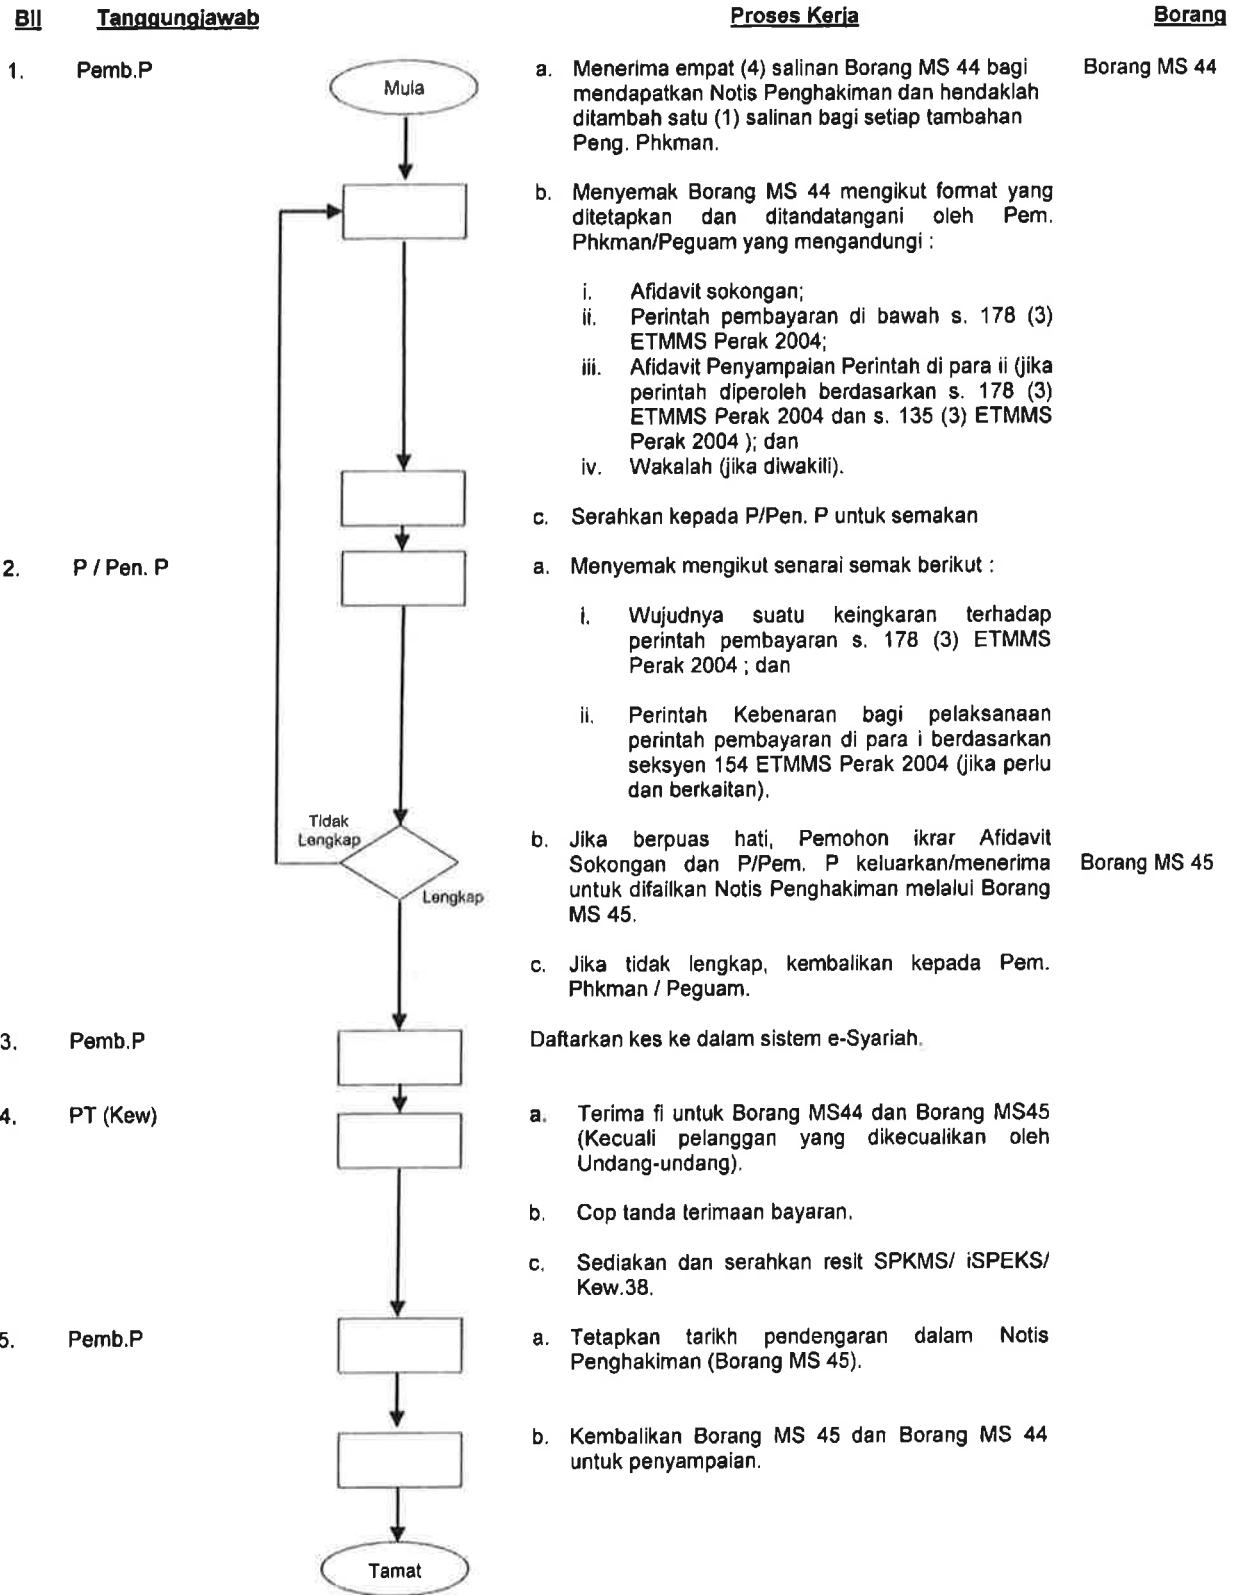 Bil Tanggungjawab Proses Kerja Borang
1. Pemb.P
Mula
a. Menerima empat (4) salinan Borang MS 44 bagi
mendapatkan Notis Penghakiman dan hendaklah
ditambah satu (1) salinan bagi setiap tambahan
Peng. Phkman.
Borang MS 44
b. Menyemak Borang MS 44 mengikut format yang
ditetapkan dan ditandatangani oleh Pem.
Phkman/Peguam yang mengandungi :
i. Afidavit sokongan;
ii. Perintah pembayaran di bawah s. 178 (3)
ETMMS Perak 2004;
iii. Afidavit Penyampaian Perintah di para ii (jika
perintah diperoleh berdasarkan s. 178 (3)
ETMMS Perak 2004 dan s. 135 (3) ETMMS
Perak 2004 ); dan
iv. Wakalah (jika diwakili).
c. Serahkan kepada P/Pen. P untuk semakan
2. P / Pen. P
a. Menyemak mengikut senarai semak berikut :
i. Wujudnya suatu keingkaran terhadap
perintah pembayaran s. 178 (3) ETMMS
Perak 2004 ; dan
ii. Perintah Kebenaran bagi pelaksanaan
perintah pembayaran di para i berdasarkan
seksyen 154 ETMMS Perak 2004 (jika perlu
dan berkaitan).
Tidak
Lengkap
Lengkap
b. Jika berpuas hati, Pemohon ikrar Afidavit
Sokongan dan P/Pem. P keluarkan/menerima
untuk difailkan Notis Penghakiman melalui Borang
MS 45.
Borang MS 45
c. Jika tidak lengkap, kembalikan kepada Pem.
Phkman / Peguam.
3. Pemb.P
Daftarkan kes ke dalam sistem e-Syariah.
4. PT (Kew)
a. Terima fi untuk Borang MS44 dan Borang MS45
(Kecuali pelanggan yang dikecualikan oleh
Undang-undang).
b. Cop tanda terimaan bayaran.
c. Sediakan dan serahkan resit SPKMS/ iSPEKS/
Kew.38.
5. Pemb.P
a. Tetapkan tarikh pendengaran dalam Notis
Penghakiman (Borang MS 45).
b. Kembalikan Borang MS 45 dan Borang MS 44
untuk penyampaian.
Tamat